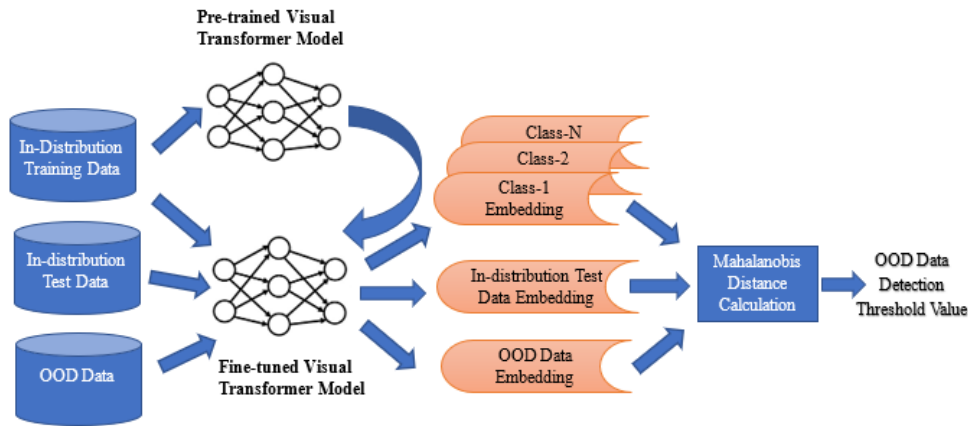 Pre-trained Visual
Transformer Model
In-Distribution
Training Data
In-distribution
Test Data
OOD Data
Fine-tuned Visual
Transformer Model
Class-N
Class-2
Class-1
Embedding
In-distribution Test
Data Embedding
OOD Data
Embedding
Mahalanobis
Distance
Calculation
OOD Data
Detection
Threshold Value